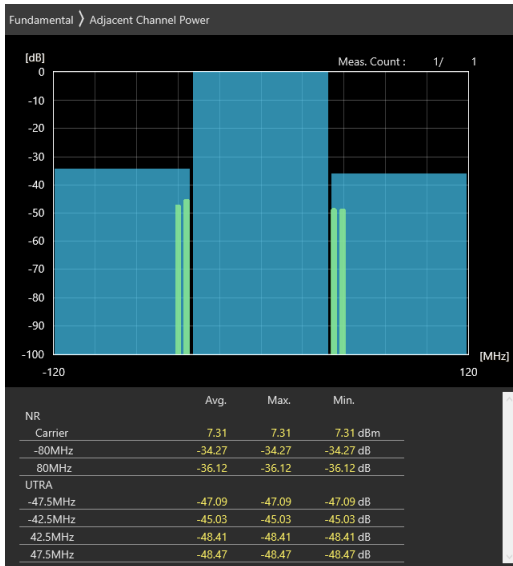 Fundamental 〉 Adjacent Channel Power
[dB]
Meas. Count : 1/ 1
0
-10
-20
-30
-40
-50
-60
-70
-80
-90
-100
[MHz]
-120 120
Avg. Max. Min.
NR
Carrier 7.31 7.31 7.31 dBm
-80MHz -34.27 -34.27 -34.27 dB
80MHz -36.12 -36.12 -36.12 dB
UTRA
-47.5MHz -47.09 -47.09 -47.09 dB
-42.5MHz -45.03 -45.03 -45.03 dB
42.5MHz -48.41 -48.41 -48.41 dB
47.5MHz -48.47 -48.47 -48.47 dB